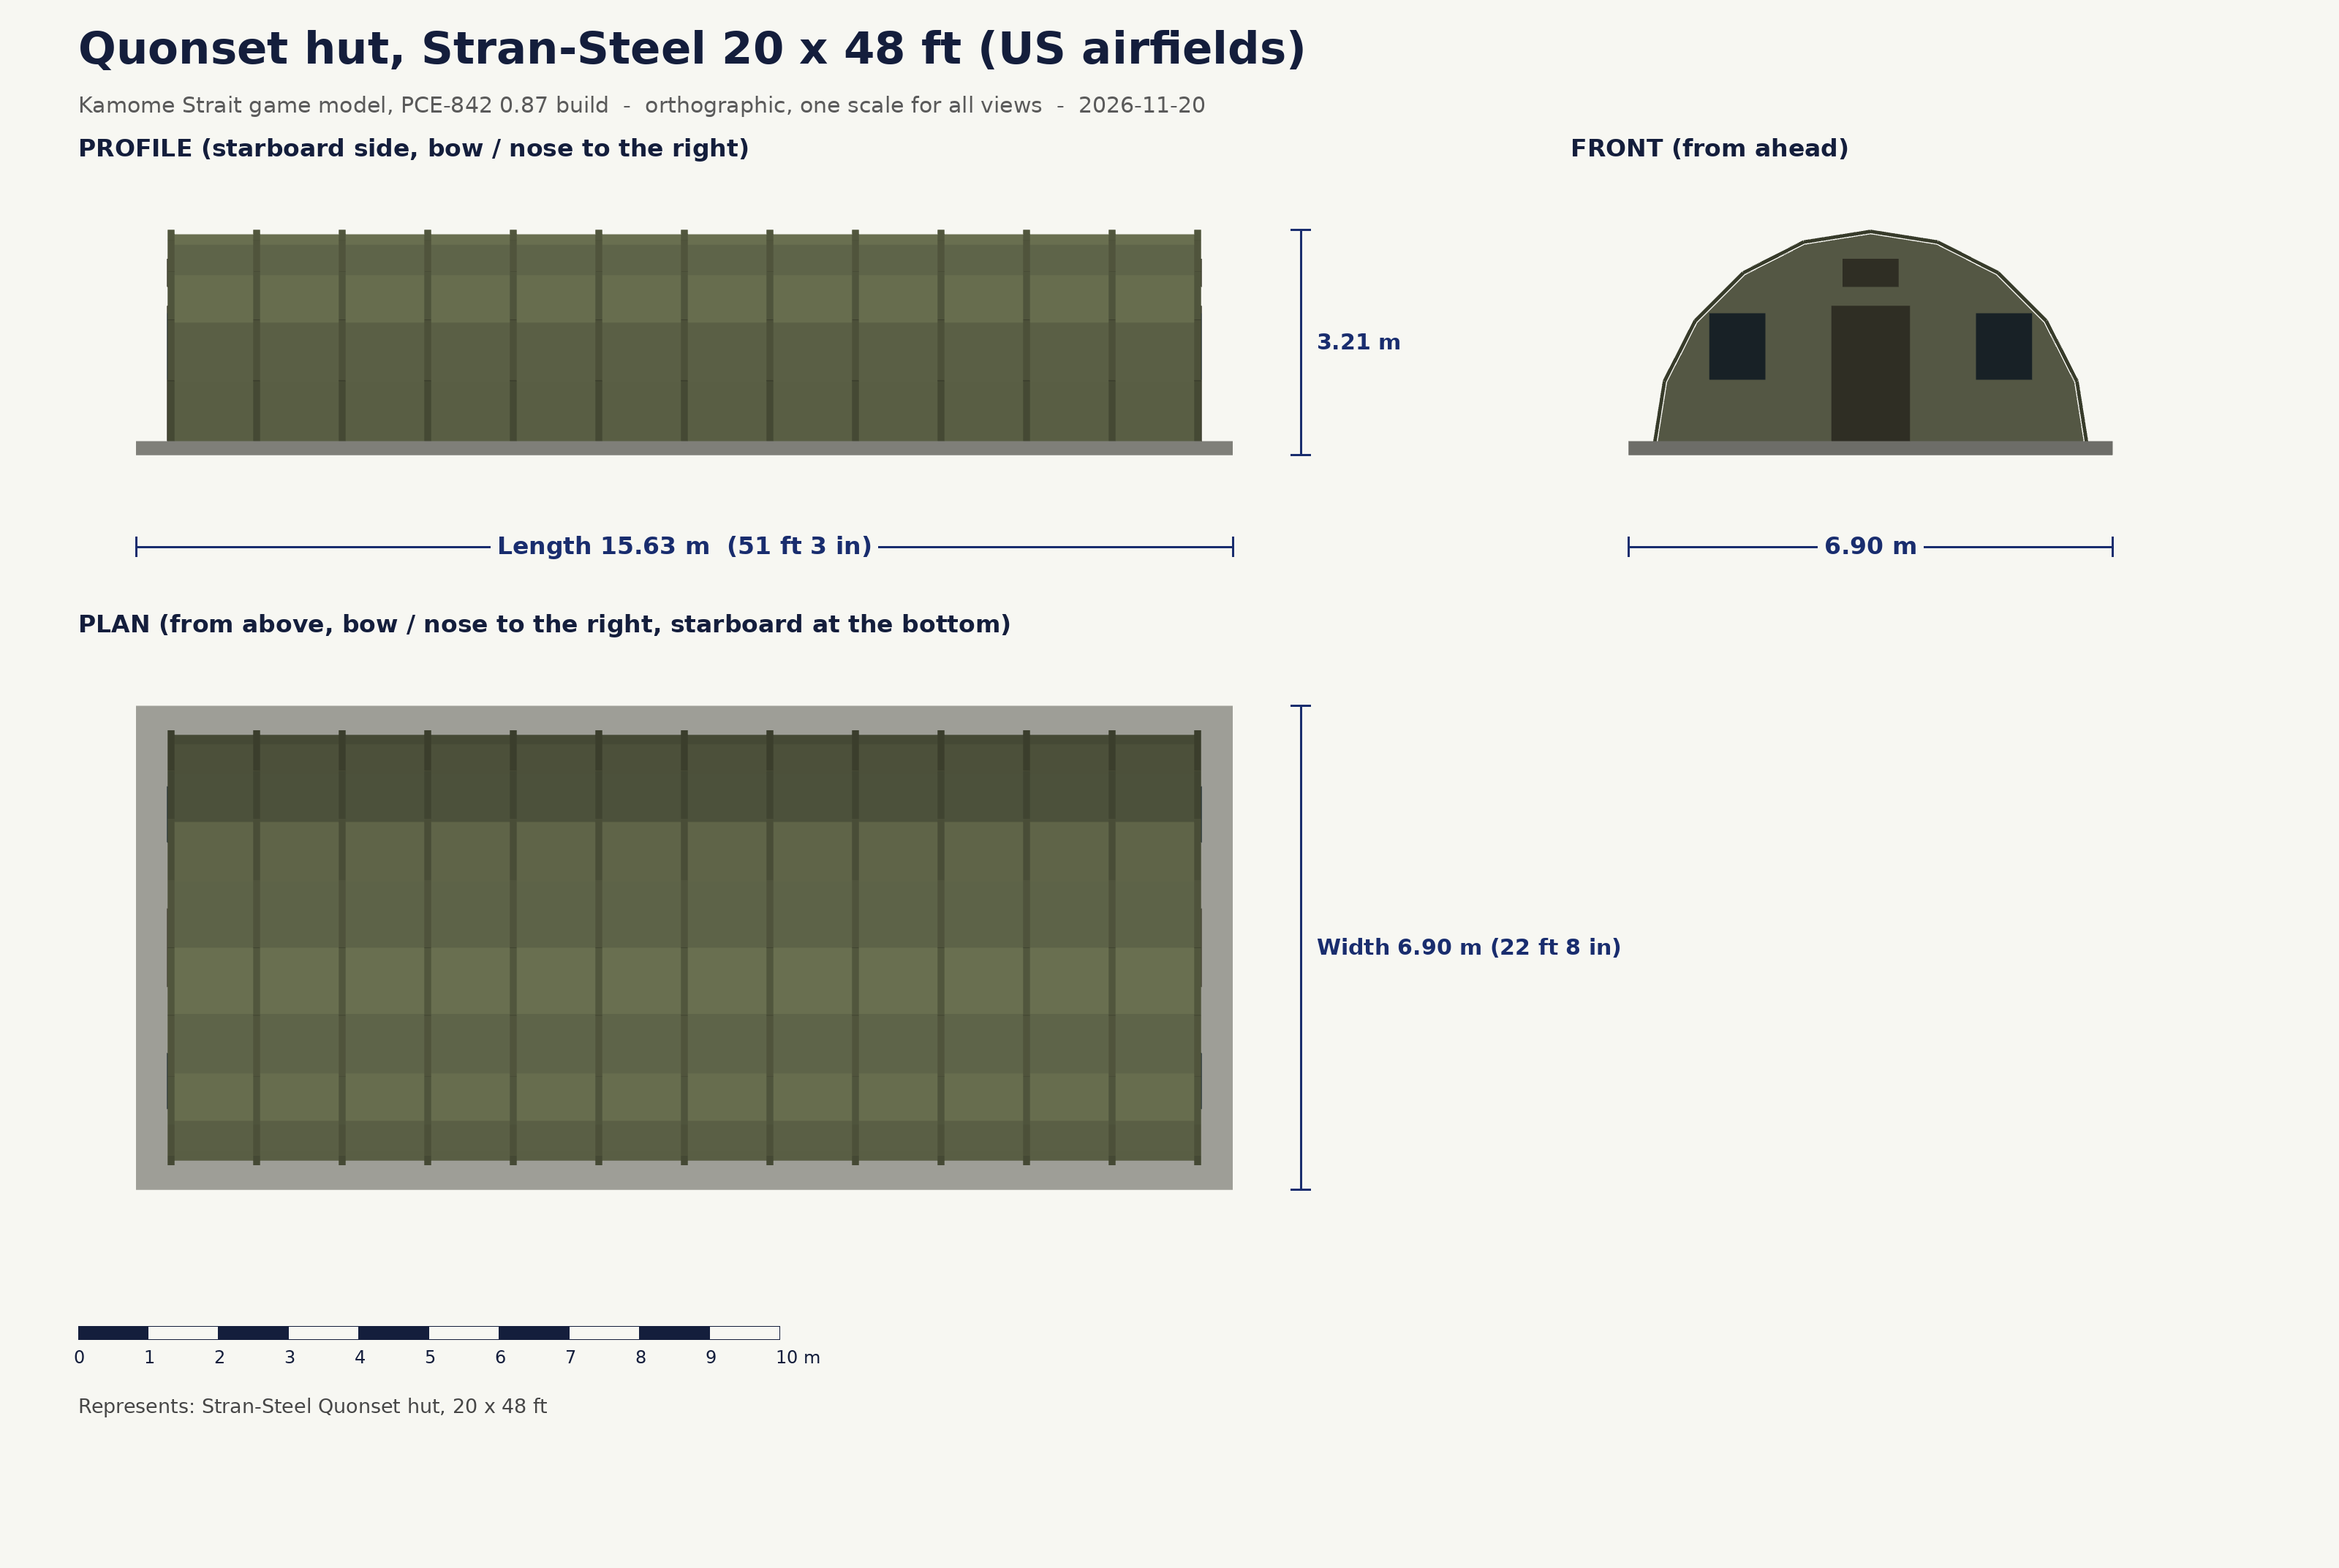 Quonset hut, Stran-Steel 20 x 48 ft (US airfields)
Kamome Strait game model, PCE-842 0.87 build - orthographic, one scale for all views - 2026-11-20
PROFILE (starboard side, bow / nose to the right)
FRONT (from ahead)
3.21 m
Length 15.63 m (51 ft 3 in)
6.90 m
PLAN (from above, bow / nose to the right, starboard at the bottom)
Width 6.90 m (22 ft 8 in)
0 1 2 3 4 5 6 7 8 9 10 m
Represents: Stran-Steel Quonset hut, 20 x 48 ft